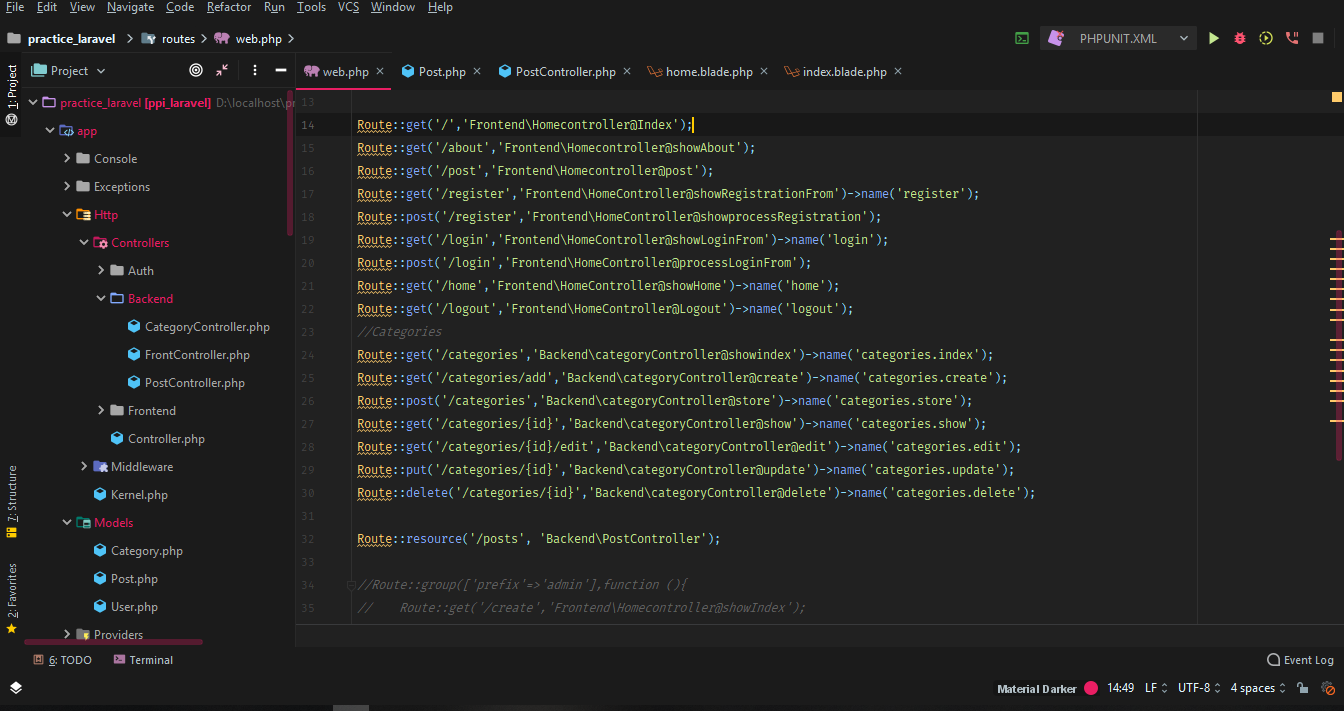 File Edit View Navigate Code Refactor Run Tools VCS Window Help
practice_laravel routes web.php PHPUNIT.XML
1: Project
Project
web.php Post.php PostController.php home.blade.php index.blade.php
practice_laravel [ppi_laravel] D:\localhost\pr
app
Console
Exceptions
Http
Controllers
Auth
Backend
CategoryController.php
FrontController.php
PostController.php
Frontend
Controller.php
Middleware
Kernel.php
Models
Category.php
Post.php
User.php
Providers
7: Structure
2: Favorites
13
14 Route::get('/','Frontend\Homecontroller@Index');
15 Route::get('/about','Frontend\Homecontroller@showAbout');
16 Route::get('/post','Frontend\Homecontroller@post');
17 Route::get('/register','Frontend\HomeController@showRegistrationFrom')->name('register');
18 Route::post('/register','Frontend\HomeController@showprocessRegistration');
19 Route::get('/login','Frontend\HomeController@showLoginFrom')->name('login');
20 Route::post('/login','Frontend\HomeController@processLoginFrom');
21 Route::get('/home','Frontend\HomeController@showHome')->name('home');
22 Route::get('/logout','Frontend\HomeController@Logout')->name('logout');
23 //Categories
24 Route::get('/categories','Backend\categoryController@showindex')->name('categories.index');
25 Route::get('/categories/add','Backend\categoryController@create')->name('categories.create');
26 Route::post('/categories','Backend\categoryController@store')->name('categories.store');
27 Route::get('/categories/{id}','Backend\categoryController@show')->name('categories.show');
28 Route::get('/categories/{id}/edit','Backend\categoryController@edit')->name('categories.edit');
29 Route::put('/categories/{id}','Backend\categoryController@update')->name('categories.update');
30 Route::delete('/categories/{id}','Backend\categoryController@delete')->name('categories.delete');
31
32 Route::resource('/posts', 'Backend\PostController');
33
34 //Route::group(['prefix'=>'admin'],function (){
35 // Route::get('/create','Frontend\Homecontroller@showIndex');
6: TODO Terminal Event Log
Material Darker 14:49 LF UTF-8 4 spaces